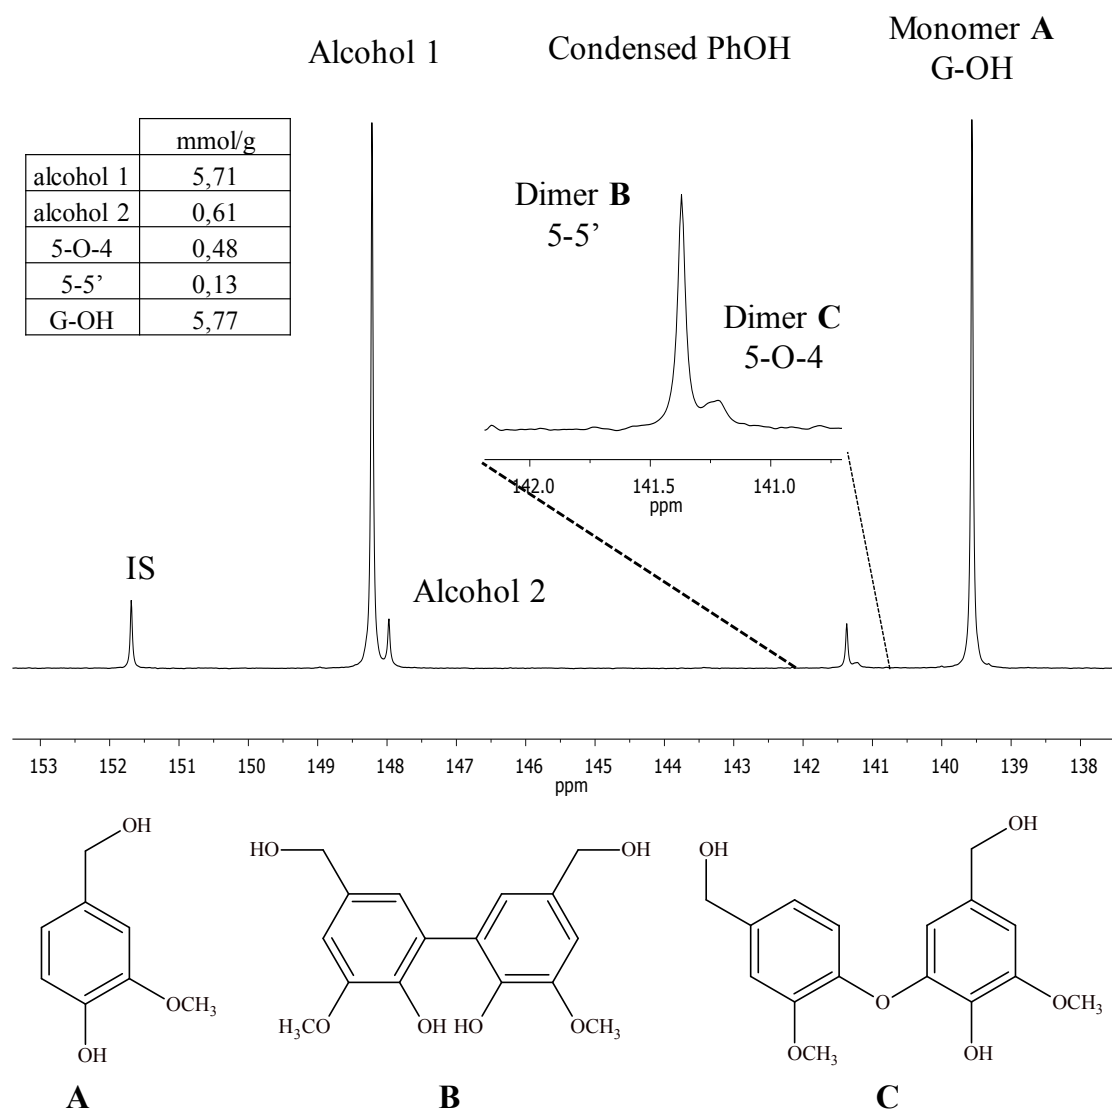 Alcohol 1
Condensed PhOH
Monomer A
G-OH
mmol/g
alcohol 1 5,71
alcohol 2 0,61
5-O-4 0,48
5-5' 0,13
G-OH 5,77
Dimer B
5-5'
Dimer C
5-O-4
142.0 141.5 141.0
ppm
IS
Alcohol 2
153 152 151 150 149 148 147 146 145 144 143 142 141 140 139 138
ppm
OH
OCH3
OH
A
HO OH
H3CO OH HO OCH3
B
OH OH
O OCH3
OCH3 OH
C